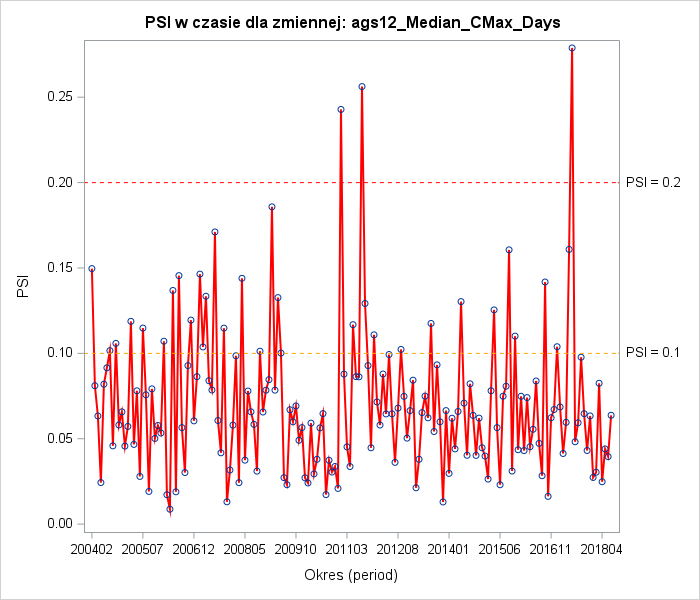 PSI w czasie dla zmiennej: ags12_Median_CMax_Days
0.25
0.20
PSI = 0.2
0.15
PSI
0.10
PSI = 0.1
0.05
0.00
200402 200507 200612 200805 200910 201103 201208 201401 201506 201611 201804
Okres (period)